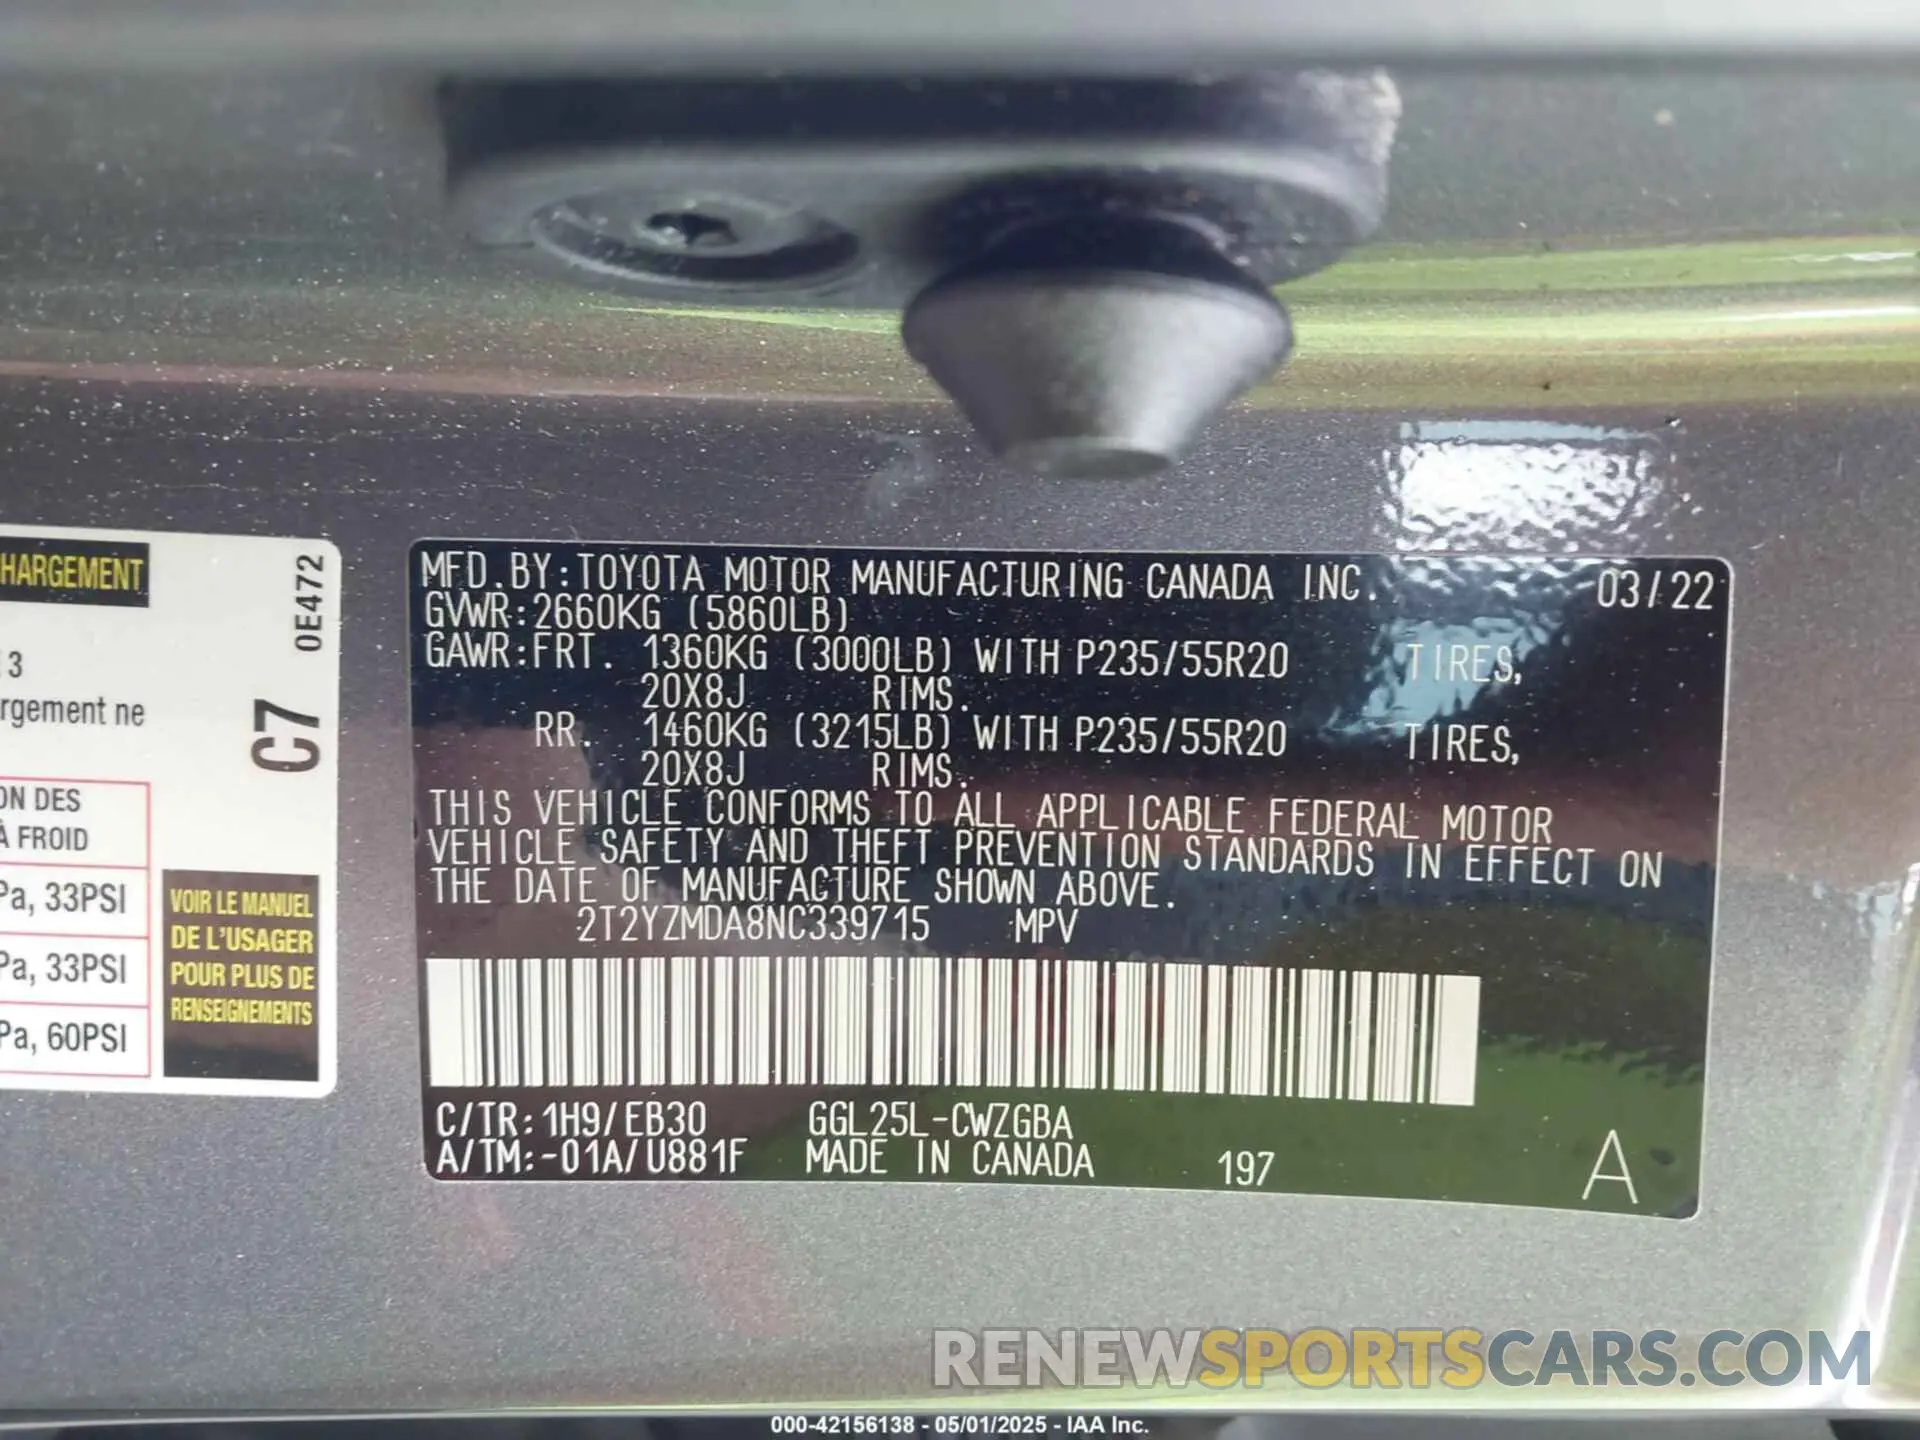 HARGEMENT
0E472
3
rgement ne
C7
ON DES
À FROID
Pa, 33PSI
Pa, 33PSI
Pa, 60PSI
VOIR LE MANUEL
DE L'USAGER
POUR PLUS DE
RENSEIGNEMENTS
MFD.BY:TOYOTA MOTOR MANUFACTURING CANADA INC. 03/22
GVWR:2660KG (5860LB)
GAWR:FRT. 1360KG (3000LB) WITH P235/55R20 TIRES,
20X8J RIMS.
RR. 1460KG (3215LB) WITH P235/55R20 TIRES,
20X8J RIMS.
THIS VEHICLE CONFORMS TO ALL APPLICABLE FEDERAL MOTOR
VEHICLE SAFETY AND THEFT PREVENTION STANDARDS IN EFFECT ON
THE DATE OF MANUFACTURE SHOWN ABOVE.
2T2YZMDA8NC339715 MPV
C/TR:1H9/EB30 GGL25L-CWZGBA
A/TM:-01A/U881F MADE IN CANADA 197 A
RENEWSPORTSCARS.COM
000-42156138 - 05/01/2025 - IAA Inc.